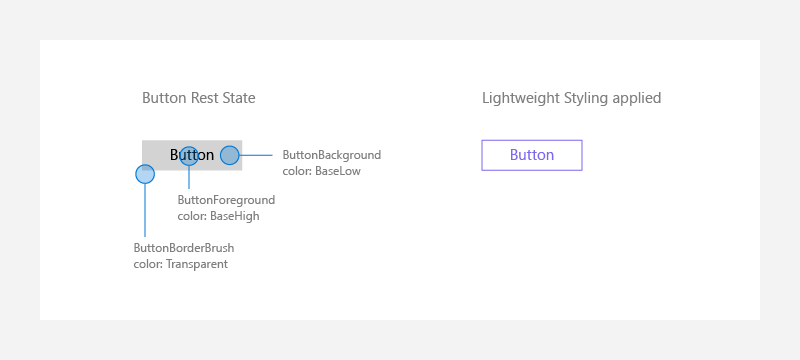 Button Rest State
Lightweight Styling applied
Button
ButtonBackground
color: BaseLow
ButtonForeground
color: BaseHigh
ButtonBorderBrush
color: Transparent
Button